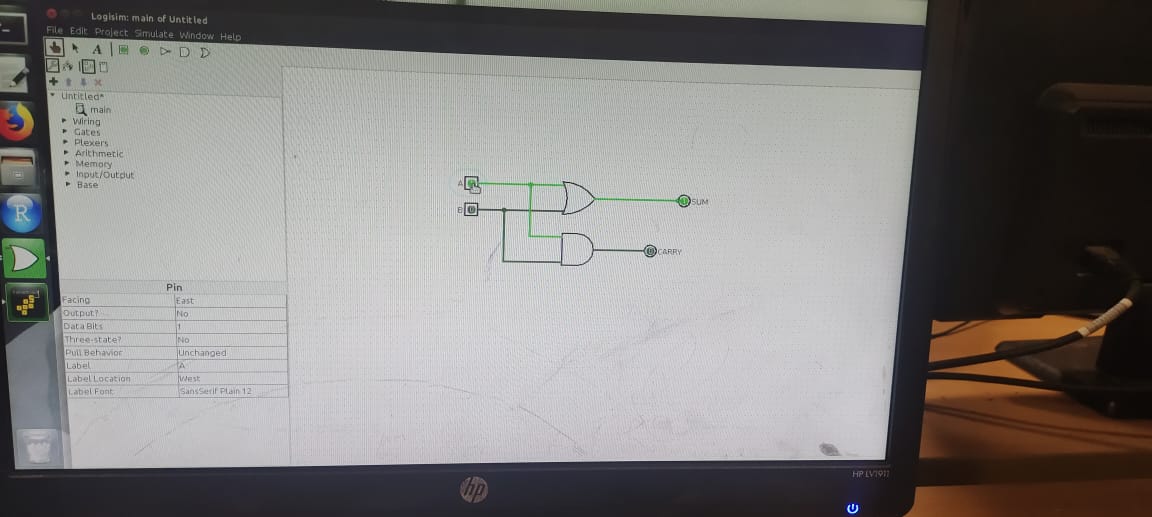 Logisim: main of Untitled
File Edit Project Simulate Window Help
A
Untitled*
main
Wiring
Gates
Plexers
Arithmetic
Memory
Input/Output
Base
A
B
SUM
CARRY
R
Pin
Facing East
Output? No
Data Bits 1
Three-state? No
Pull Behavior Unchanged
Label A
Label Location West
Label Font SansSerif Plain 12
hp
HP LV1911